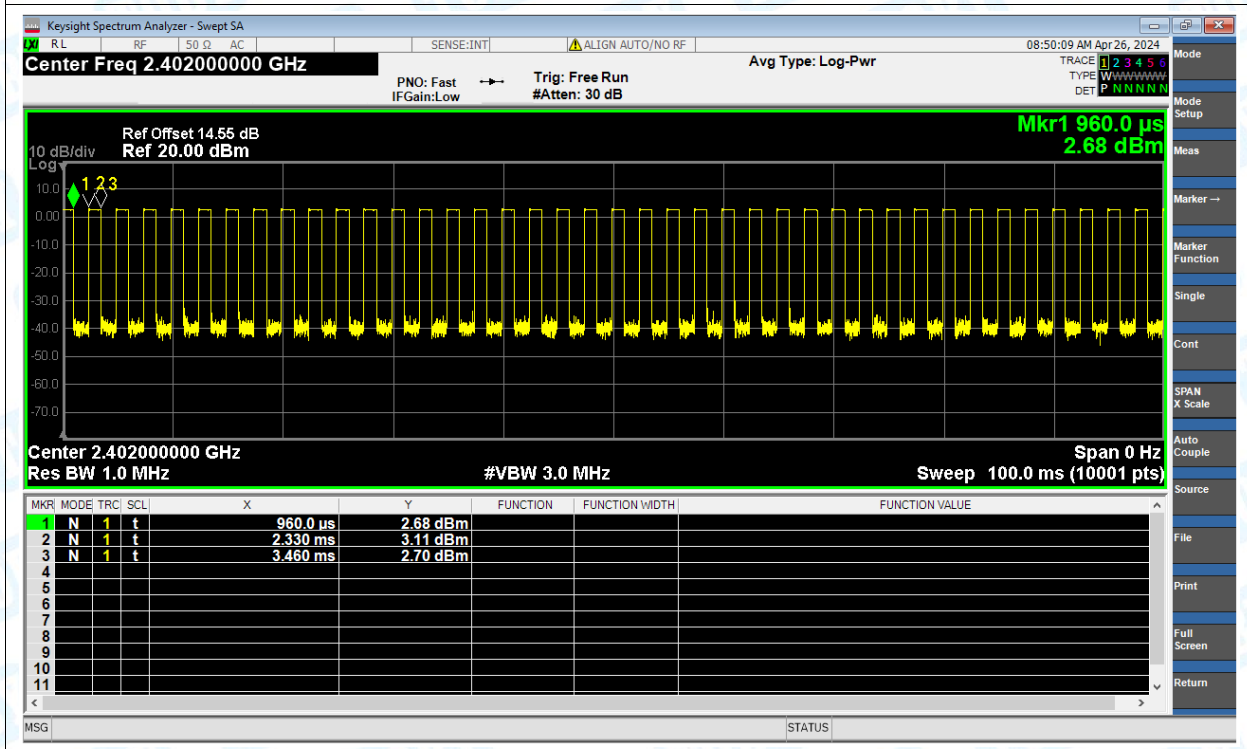 Keysight Spectrum Analyzer - Swept SA
LXI RL RF 50 Ω AC SENSE:INT ALIGN AUTO/NO RF 08:50:09 AM Apr 26, 2024
Center Freq 2.402000000 GHz
PNO: Fast
IFGain:Low
Trig: Free Run
#Atten: 30 dB
Avg Type: Log-Pwr
TRACE 1 2 3 4 5 6
TYPE W
DET P N N N N N
Mkr1 960.0 µs
2.68 dBm
Ref Offset 14.55 dB
10 dB/div Ref 20.00 dBm
Log
10.0
0.00
-10.0
-20.0
-30.0
-40.0
-50.0
-60.0
-70.0
1 2 3
Center 2.402000000 GHz Span 0 Hz
Res BW 1.0 MHz #VBW 3.0 MHz Sweep 100.0 ms (10001 pts)
MKR MODE TRC SCL X Y FUNCTION FUNCTION WIDTH FUNCTION VALUE
1 N 1 t 960.0 µs 2.68 dBm
2 N 1 t 2.330 ms 3.11 dBm
3 N 1 t 3.460 ms 2.70 dBm
4
5
6
7
8
9
10
11
MSG STATUS
Mode
Mode
Setup
Meas
Marker →
Marker
Function
Single
Cont
SPAN
X Scale
Auto
Couple
Source
File
Print
Full
Screen
Return